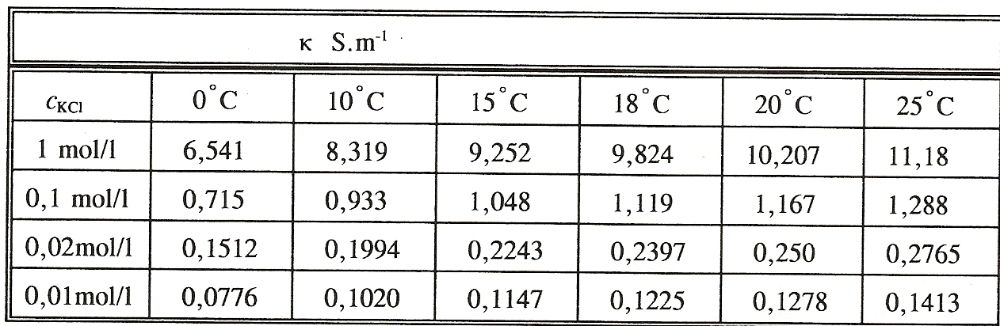 κ S.m⁻¹
c_KCl 0°C 10°C 15°C 18°C 20°C 25°C
1 mol/l 6,541 8,319 9,252 9,824 10,207 11,18
0,1 mol/l 0,715 0,933 1,048 1,119 1,167 1,288
0,02mol/l 0,1512 0,1994 0,2243 0,2397 0,250 0,2765
0,01mol/l 0,0776 0,1020 0,1147 0,1225 0,1278 0,1413